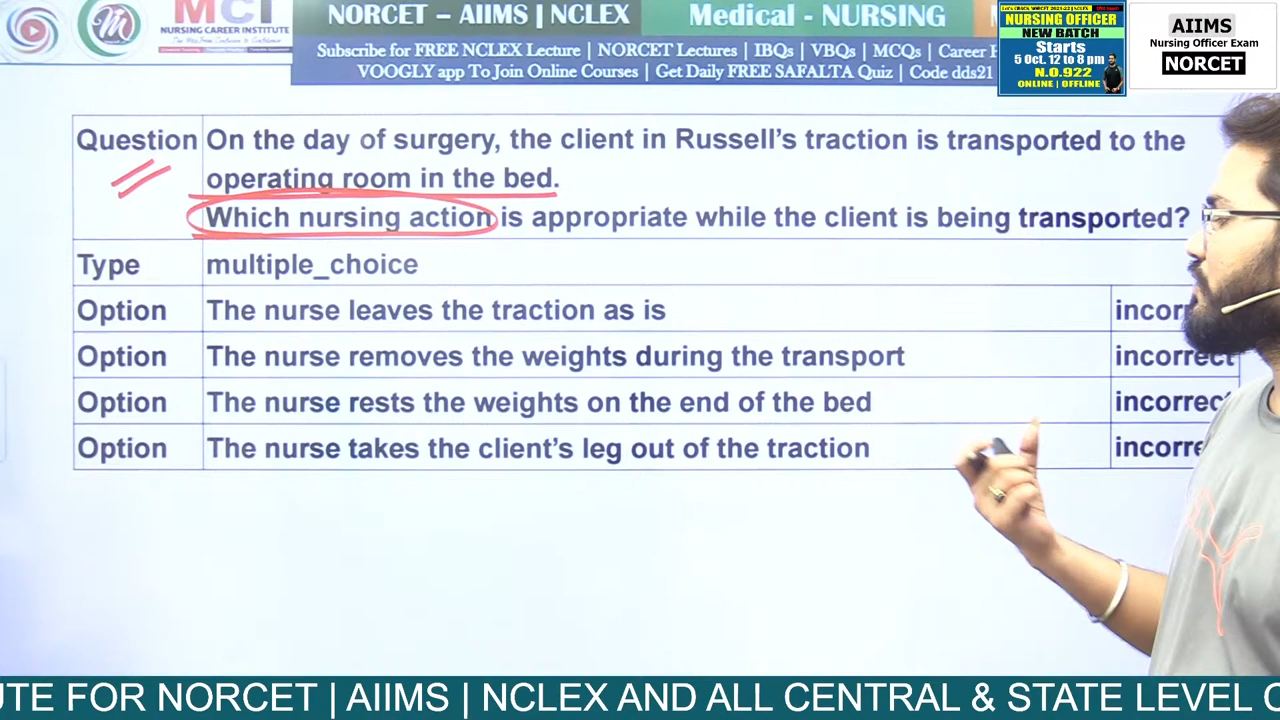 MCI
NURSING CAREER INSTITUTE
NORCET – AIIMS | NCLEX
Medical - NURSING
Subscribe for FREE NCLEX Lecture | NORCET Lectures | IBQs | VBQs | MCQs | Career
VOOGLY app To Join Online Courses | Get Daily FREE SAFALTA Quiz | Code dds21
NURSING OFFICER
NEW BATCH
Starts
5 Oct. 12 to 8 pm
N.O.922
ONLINE | OFFLINE
AIIMS
Nursing Officer Exam
NORCET
Question On the day of surgery, the client in Russell's traction is transported to the
operating room in the bed.
Which nursing action is appropriate while the client is being transported?
Type multiple_choice
Option The nurse leaves the traction as is
Option The nurse removes the weights during the transport incorrect
Option The nurse rests the weights on the end of the bed
Option The nurse takes the client's leg out of the traction
UTE FOR NORCET | AIIMS | NCLEX AND ALL CENTRAL & STATE LEVEL